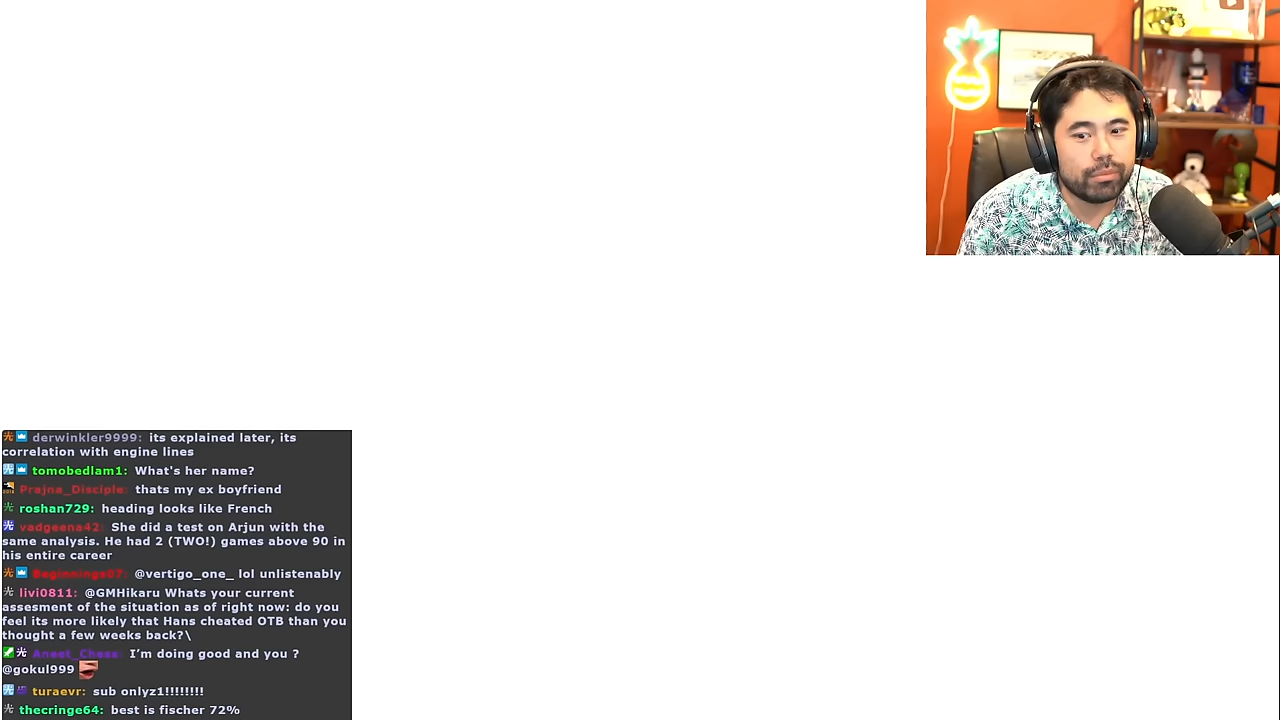 derwinkler9999: its explained later, its
correlation with engine lines
tomobedlam1: What's her name?
Prajna_Disciple: thats my ex boyfriend
roshan729: heading looks like French
vadgeena42: She did a test on Arjun with the
same analysis. He had 2 (TWO!) games above 90 in
his entire career
Beginnings07: @vertigo_one_ lol unlistenably
livi0811: @GMHikaru Whats your current
assesment of the situation as of right now: do you
feel its more likely that Hans cheated OTB than you
thought a few weeks back?\
Aneet_Chess: I’m doing good and you ?
@gokul999
turaevr: sub onlyz1!!!!!!!!
thecringe64: best is fischer 72%